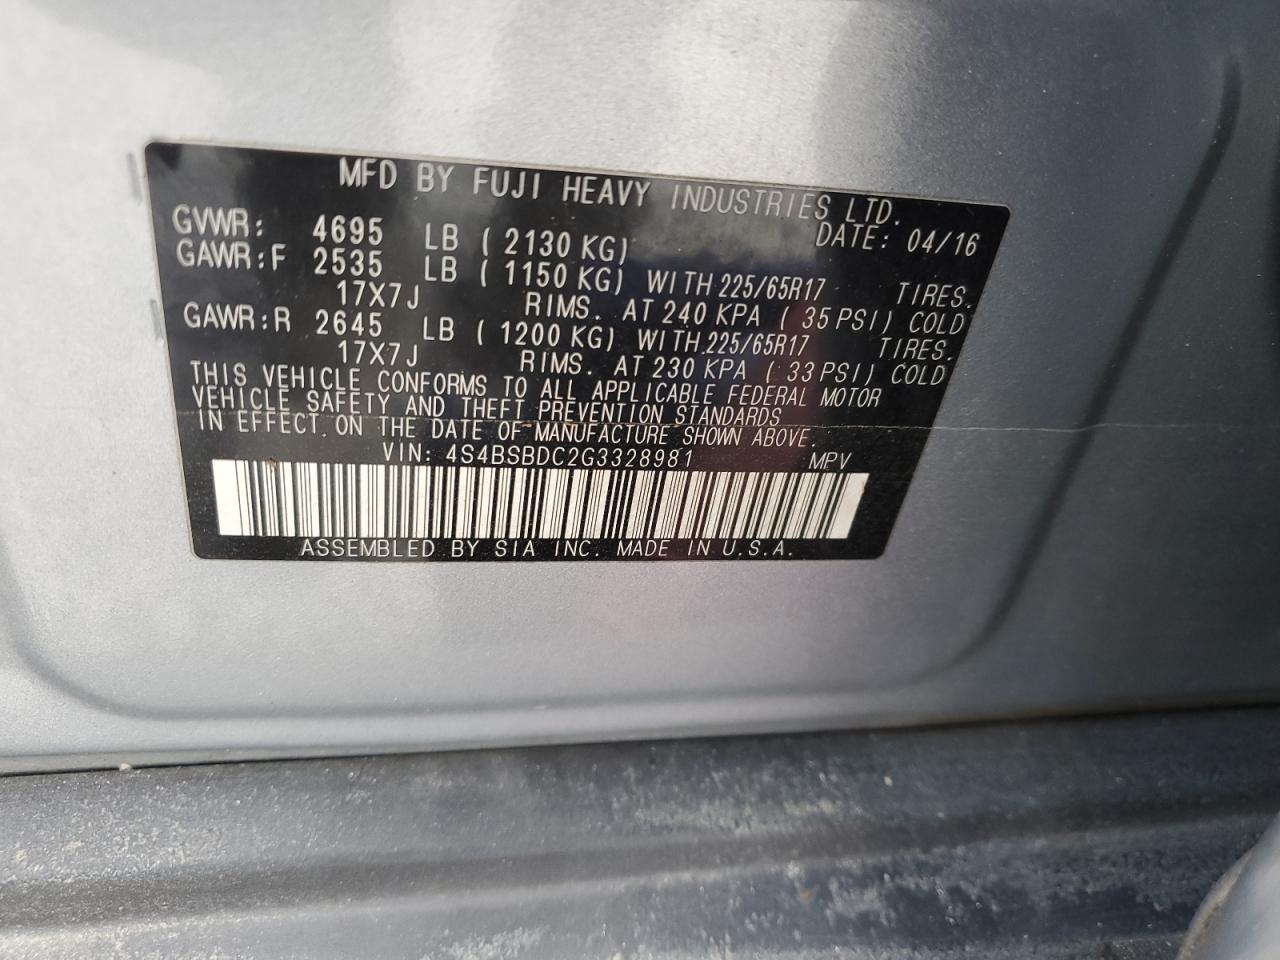 MFD BY FUJI HEAVY INDUSTRIES LTD.
DATE: 04/16
GVWR: 4695 LB ( 2130 KG)
GAWR:F 2535 LB ( 1150 KG) WITH 225/65R17 TIRES.
17X7J RIMS. AT 240 KPA ( 35 PSI) COLD
GAWR:R 2645 LB ( 1200 KG) WITH 225/65R17 TIRES.
17X7J RIMS. AT 230 KPA ( 33 PSI) COLD
THIS VEHICLE CONFORMS TO ALL APPLICABLE FEDERAL MOTOR
VEHICLE SAFETY AND THEFT PREVENTION STANDARDS
IN EFFECT ON THE DATE OF MANUFACTURE SHOWN ABOVE.
VIN: 4S4BSBDC2G3328981 MPV
ASSEMBLED BY SIA INC. MADE IN U.S.A.